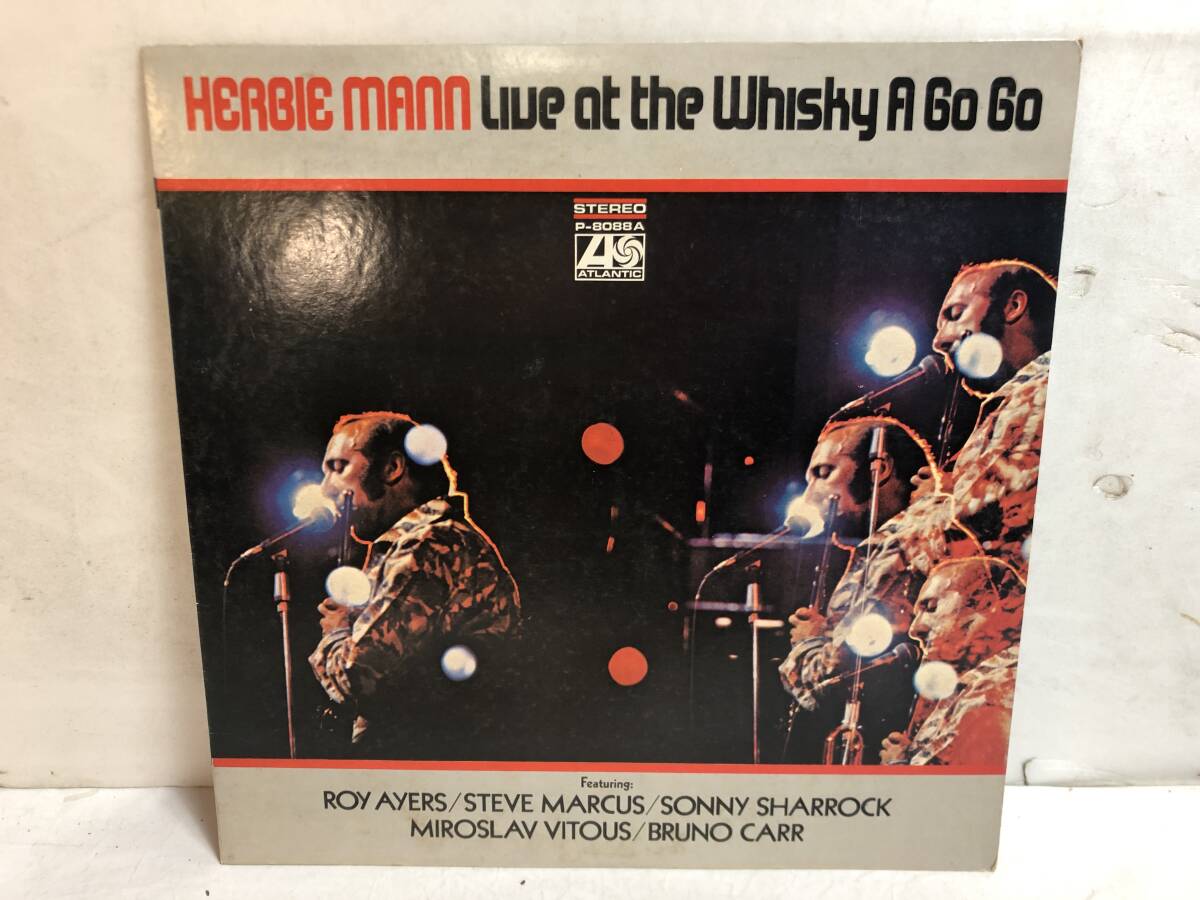 HERBIE MANN Live at the Whisky A Go Go
STEREO
P-8088A
ATLANTIC
Featuring:
ROY AYERS/STEVE MARCUS/SONNY SHARROCK
MIROSLAV VITOUS/BRUNO CARR